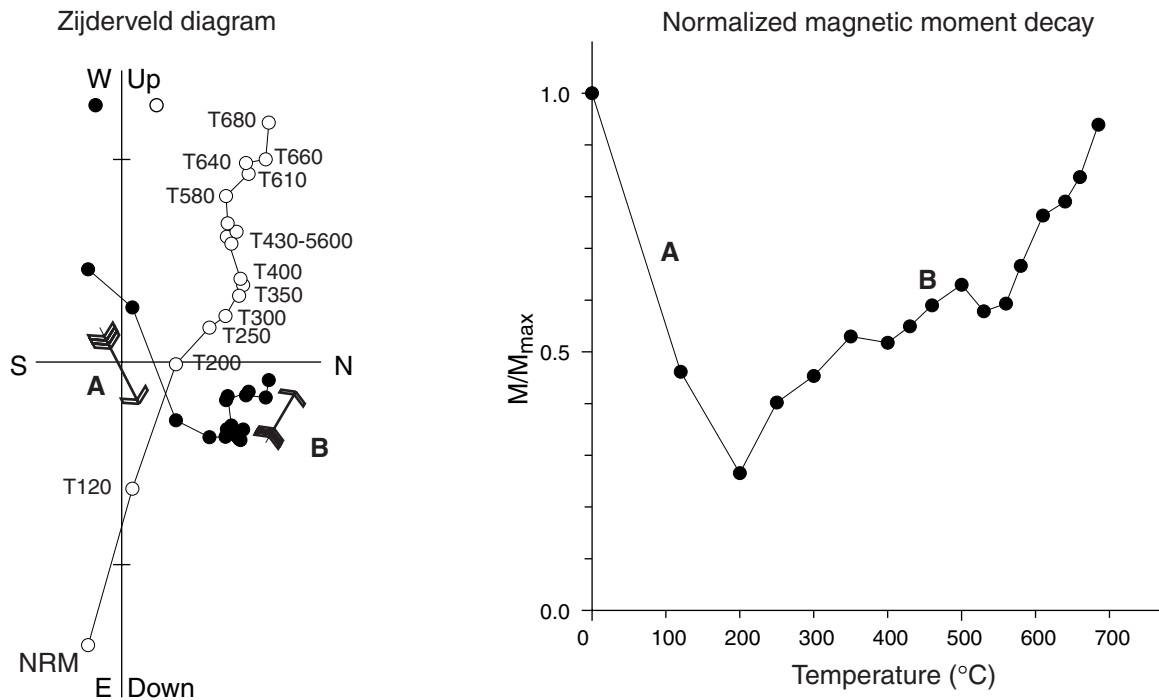 Zijderveld diagram
W Up
T680
T640
T660
T610
T580
T430-5600
T400
T350
T300
T250
S
T200
N
A
B
T120
NRM
E Down
Normalized magnetic moment decay
1.0
A
B
M/Mmax
0.5
0.0
0 100 200 300 400 500 600 700
Temperature (°C)